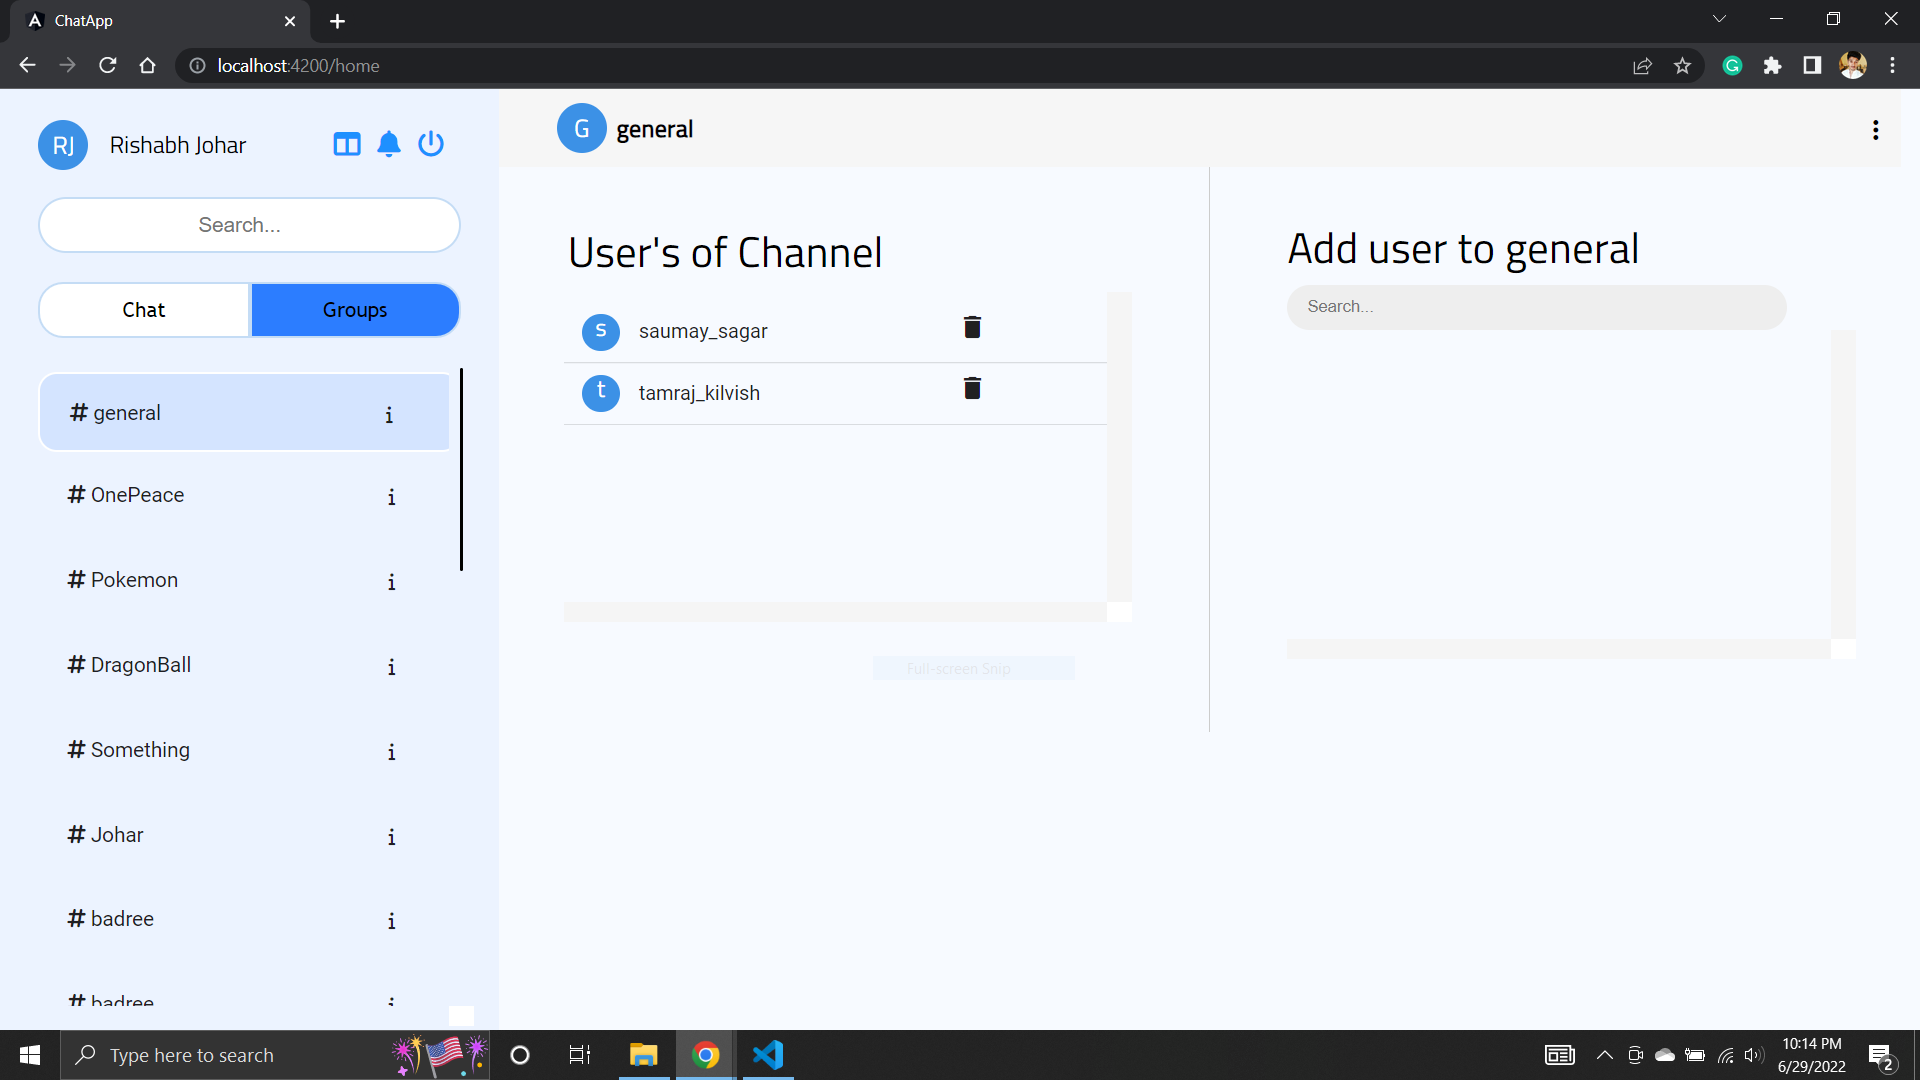 ChatApp
localhost:4200/home
RJ
Rishabh Johar
Search...
Chat
Groups
# general
i
# OnePeace
i
# Pokemon
i
# DragonBall
i
# Something
i
# Johar
i
# badree
i
# badree
i
G
general
User's of Channel
s
saumay_sagar
t
tamraj_kilvish
Full-screen Snip
Add user to general
Search...
Type here to search
10:14 PM
6/29/2022
2